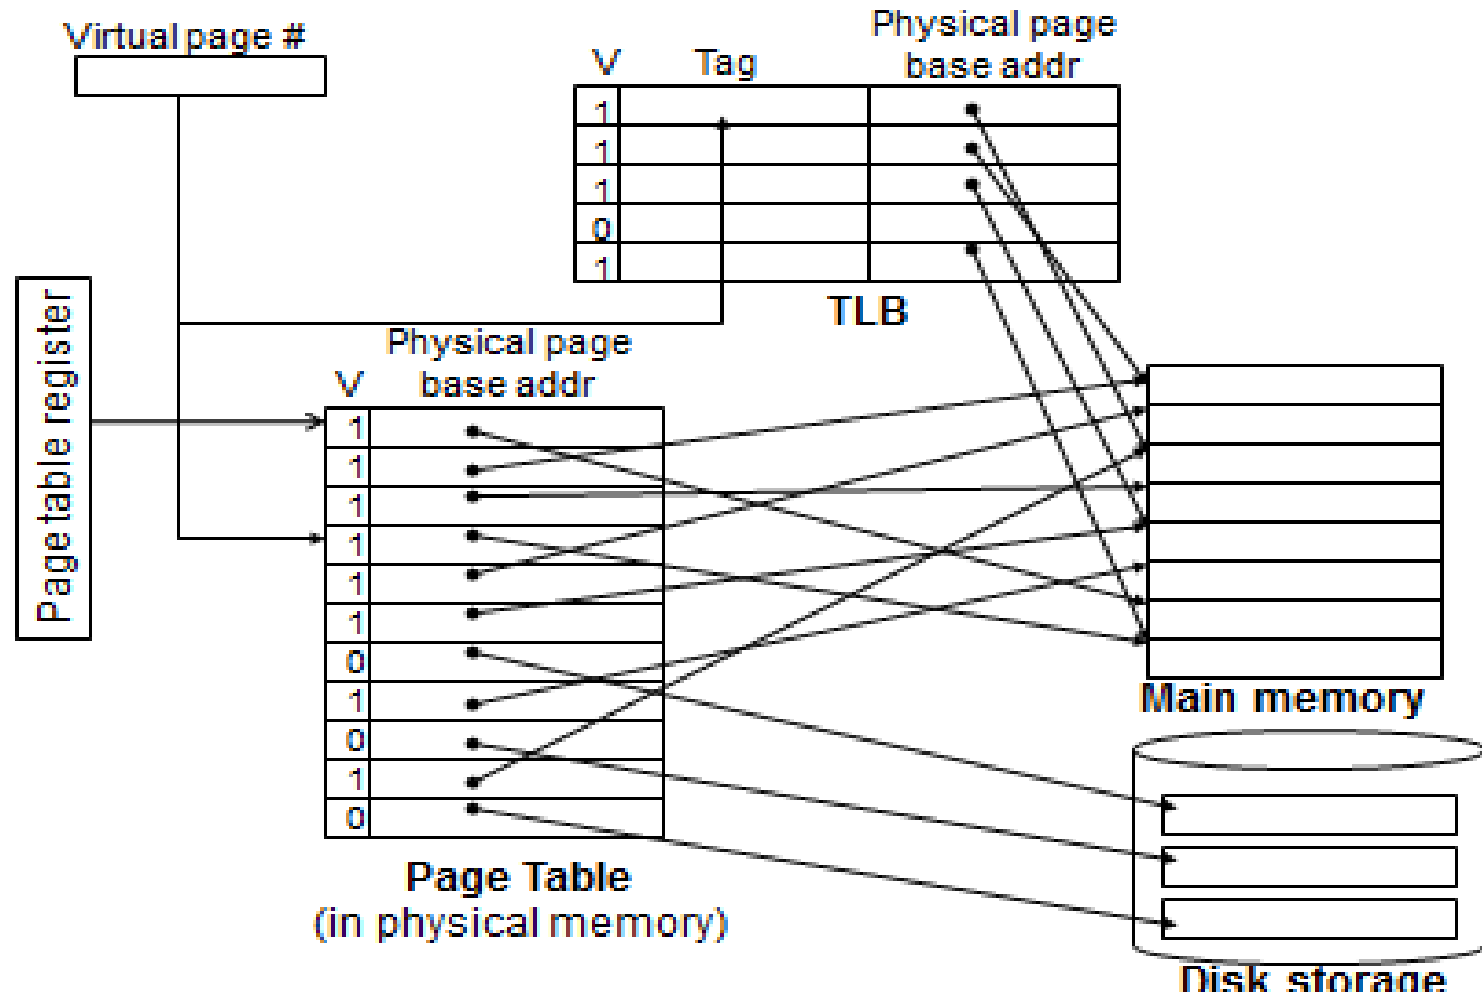 Virtual page #
Physical page
base addr
V Tag
1
1
1
0
1
TLB
Page table register
Physical page
base addr
V
1
1
1
1
1
1
0
1
0
1
0
Page Table
(in physical memory)
Main memory
Disk storage